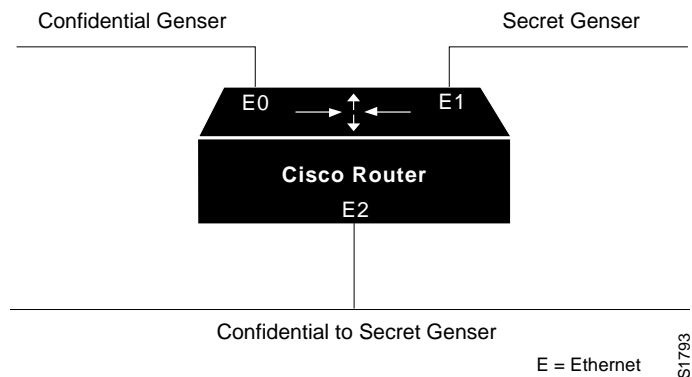 Confidential Genser
Secret Genser
E0
E1
Cisco Router
E2
Confidential to Secret Genser
E = Ethernet
S1793